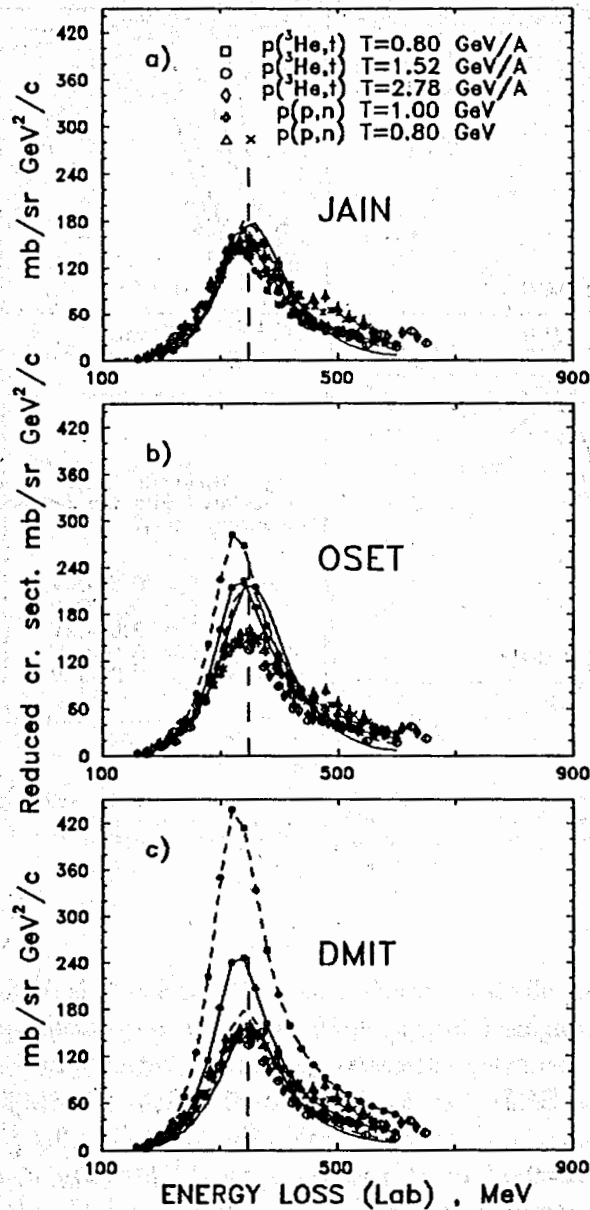 450
a)
□ p(³He,t) T=0.80 GeV/A
○ p(³He,t) T=1.52 GeV/A
◊ p(³He,t) T=2.78 GeV/A
p(p,n) T=1.00 GeV
△ × p(p,n) T=0.80 GeV
360
300
240
180
120
60
0
JAIN
100
500
900
b)
420
360
300
240
180
120
60
0
OSET
100
500
900
c)
420
360
300
240
180
120
60
0
DMIT
100
500
900
Reduced cr. sect. mb/sr GeV²/c
mb/sr GeV²/c
mb/sr GeV²/c
ENERGY LOSS (Lab) , MeV